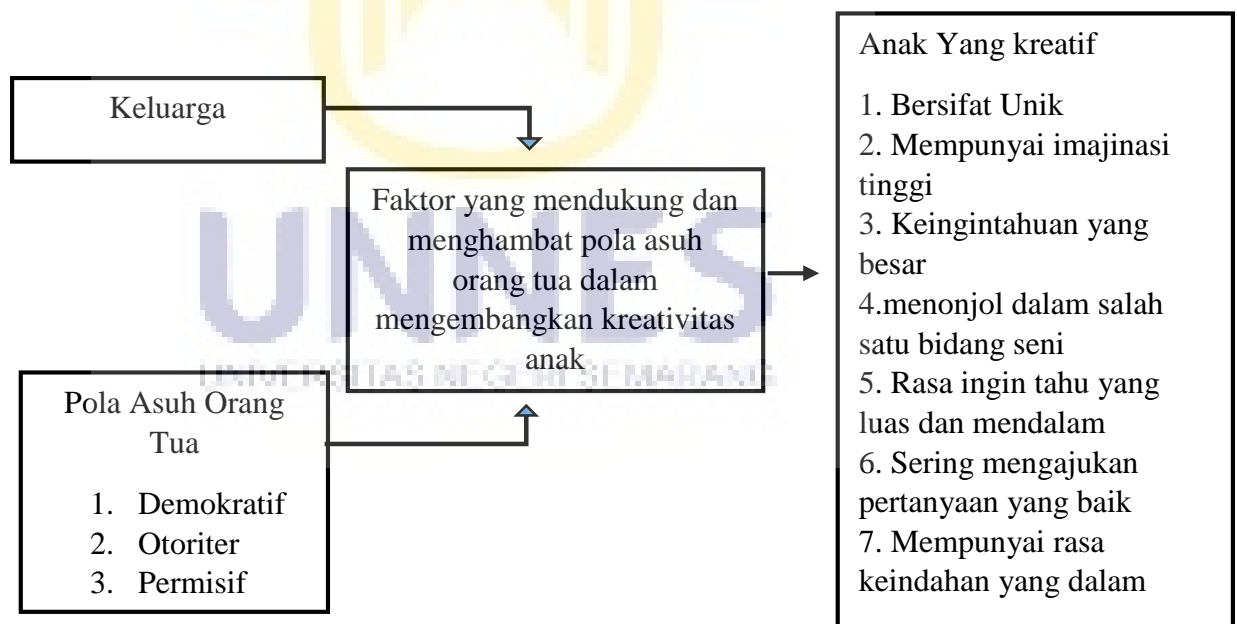 Keluarga
Faktor yang mendukung dan
menghambat pola asuh
orang tua dalam
mengembangkan kreativitas
anak
Pola Asuh Orang
Tua
1. Demokratif
2. Otoriter
3. Permisif
Anak Yang kreatif
1. Bersifat Unik
2. Mempunyai imajinasi
tinggi
3. Keingintahuan yang
besar
4.menonjol dalam salah
satu bidang seni
5. Rasa ingin tahu yang
luas dan mendalam
6. Sering mengajukan
pertanyaan yang baik
7. Mempunyai rasa
keindahan yang dalam
UNNES
UNIVERSITAS NEGERI SEMARANG